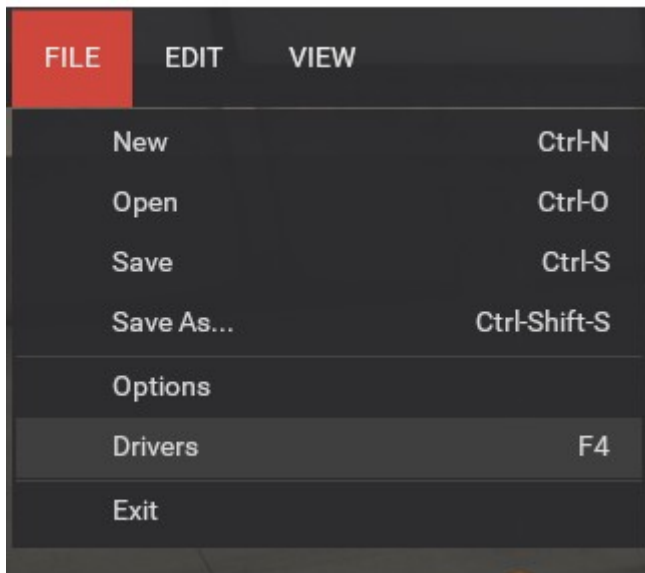 FILE EDIT VIEW
New Ctrl-N
Open Ctrl-O
Save Ctrl-S
Save As... Ctrl-Shift-S
Options
Drivers F4
Exit